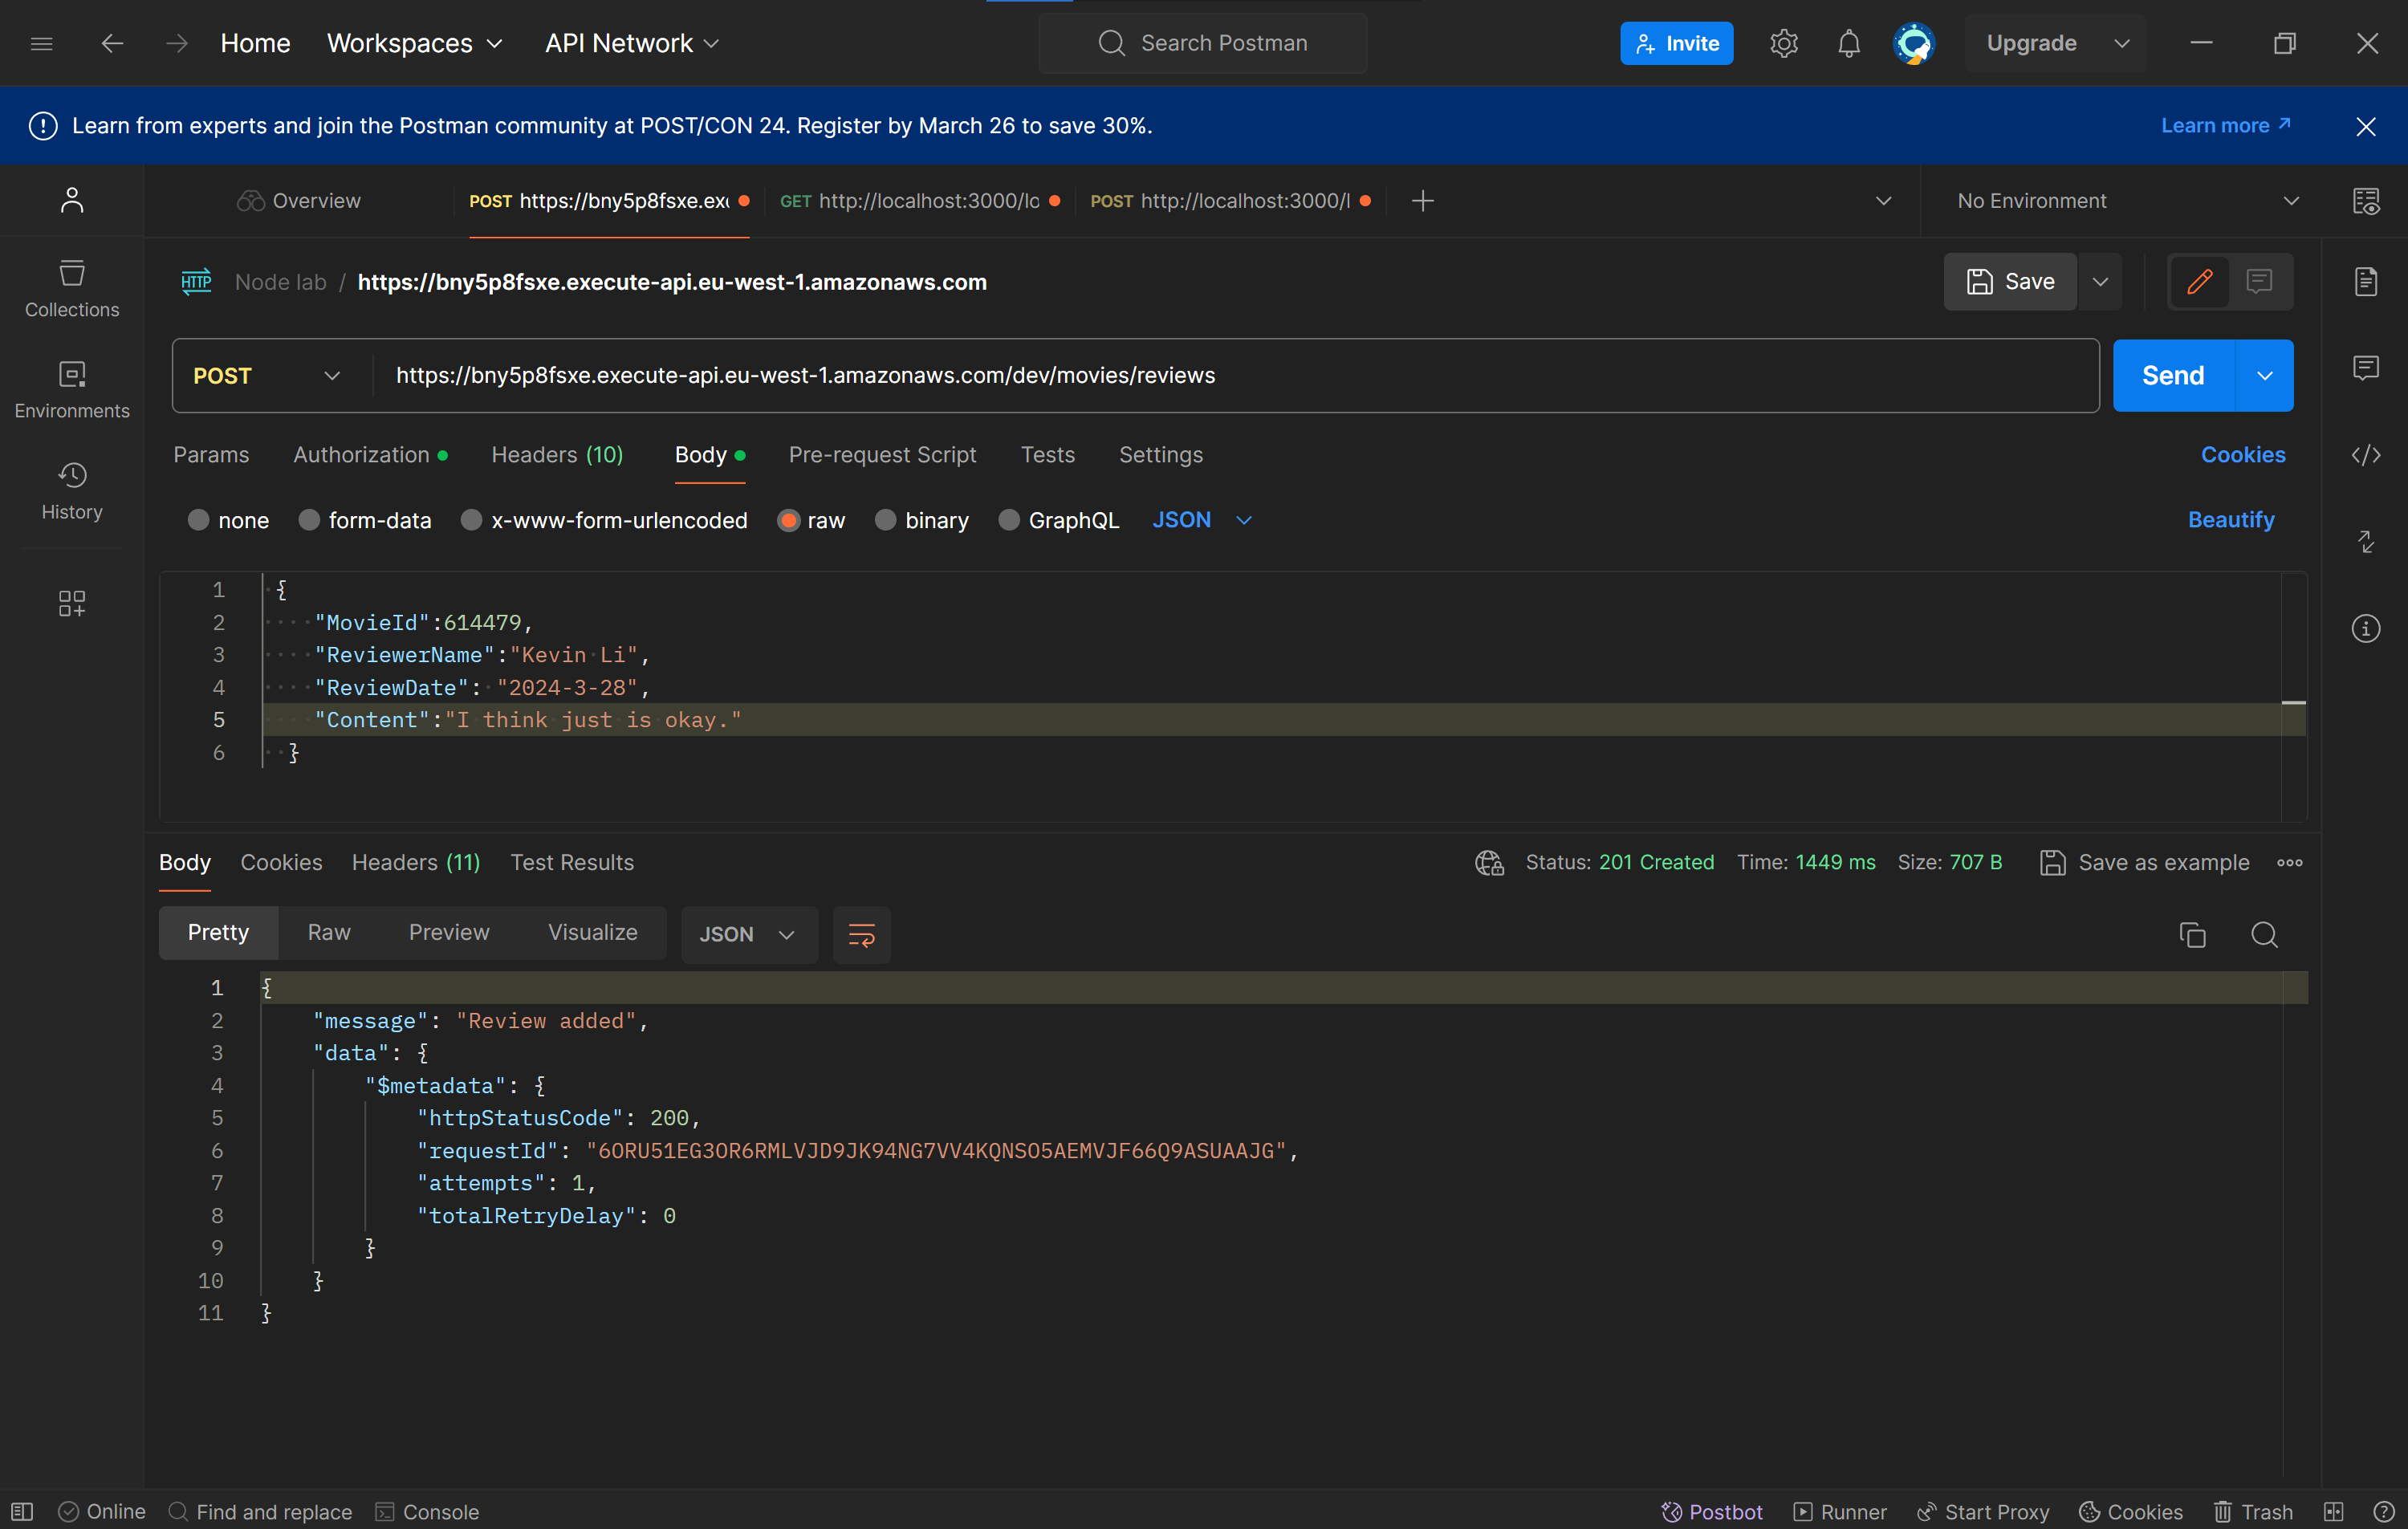 Home Workspaces API Network Search Postman Invite Upgrade
Learn from experts and join the Postman community at POST/CON 24. Register by March 26 to save 30%. Learn more
Overview POST https://bny5p8fsxe.exe GET http://localhost:3000/lo POST http://localhost:3000/l No Environment
HTTP Node lab / https://bny5p8fsxe.execute-api.eu-west-1.amazonaws.com Save
Collections
Environments
History
POST https://bny5p8fsxe.execute-api.eu-west-1.amazonaws.com/dev/movies/reviews Send
Params Authorization Headers (10) Body Pre-request Script Tests Settings Cookies
none form-data x-www-form-urlencoded raw binary GraphQL JSON Beautify
1 {
2 "MovieId":614479,
3 "ReviewerName":"Kevin Li",
4 "ReviewDate": "2024-3-28",
5 "Content":"I think just is okay."
6 }
Body Cookies Headers (11) Test Results Status: 201 Created Time: 1449 ms Size: 707 B Save as example
Pretty Raw Preview Visualize JSON
1 {
2 "message": "Review added",
3 "data": {
4 "$metadata": {
5 "httpStatusCode": 200,
6 "requestId": "6ORU51EG3OR6RMLVJD9JK94NG7VV4KQNSO5AEMVJF66Q9ASUAAJG",
7 "attempts": 1,
8 "totalRetryDelay": 0
9 }
10 }
11 }
Online Find and replace Console Postbot Runner Start Proxy Cookies Trash